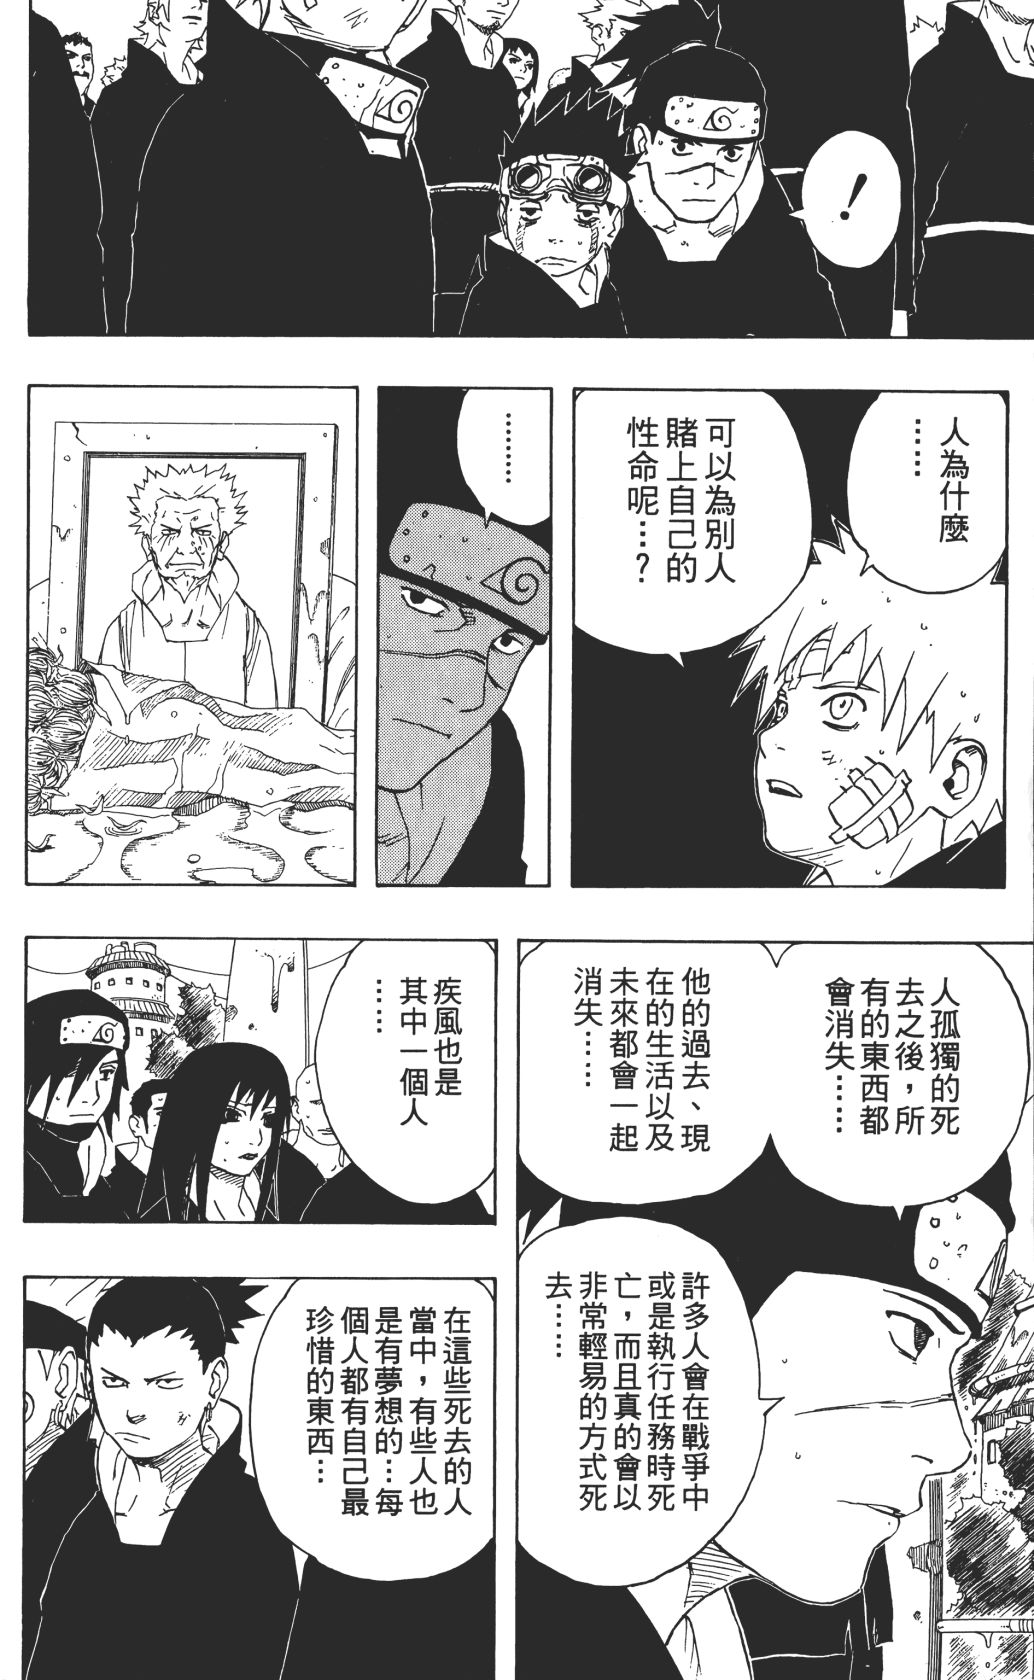 ！
人為什麼
……
可以為別人
賭上自己的
性命呢…？
………
人孤獨的死
去之後，所
有的東西都
會消失……
他的過去、現
在的生活以及
未來都會一起
消失……
許多人會在戰爭中
或是執行任務時死
亡，而且真的會以
非常輕易的方式死
去……
疾風也是
其中一個人
……
在這些死去的人
當中，有些人也
是有夢想的…每
個人都有自己最
珍惜的東西…